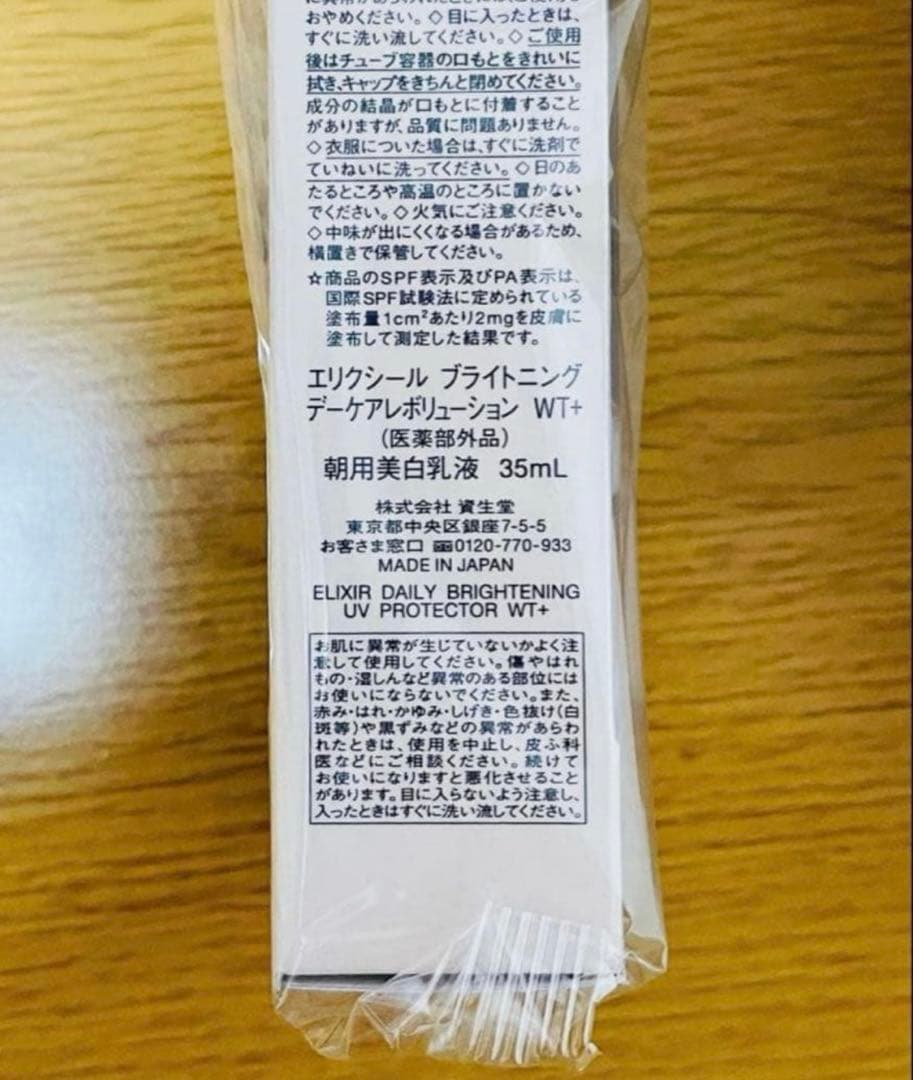 おやめください。◇目に入ったときは、
すぐに洗い流してください。◇ご使用
後はチューブ容器の口もとをきれいに
拭き、キャップをきちんと閉めてください。
成分の結晶が口もとに付着すること
がありますが、品質に問題ありません。
◇衣服についた場合は、すぐに洗剤で
ていねいに洗ってください。◇日のあ
たるところや高温のところに置かない
でください。◇火気にご注意ください。
◇中味が出にくくなる場合があるため、
横置きで保管してください。
☆商品のSPF表示及びPA表示は、
国際SPF試験法に定められている
塗布量1cm²あたり2mgを皮膚に
塗布して測定した結果です。
エリクシール ブライトニング
デーケアレボリューション WT+
(医薬部外品)
朝用美白乳液 35mL
株式会社 資生堂
東京都中央区銀座7-5-5
お客さま窓口 0120-770-933
MADE IN JAPAN
ELIXIR DAILY BRIGHTENING
UV PROTECTOR WT+
お肌に異常が生じていないかよく注
意して使用してください。傷やはれ
もの・湿しんなど異常のある部位には
お使いにならないでください。また、
赤み・はれ・かゆみ・しげき・色抜け(白
斑等)や黒ずみなどの異常があらわ
れたときは、使用を中止し、皮ふ科
医などにご相談ください。続けて
お使いになりますと悪化させること
があります。目に入らないよう注意し、
入ったときはすぐに洗い流してください。